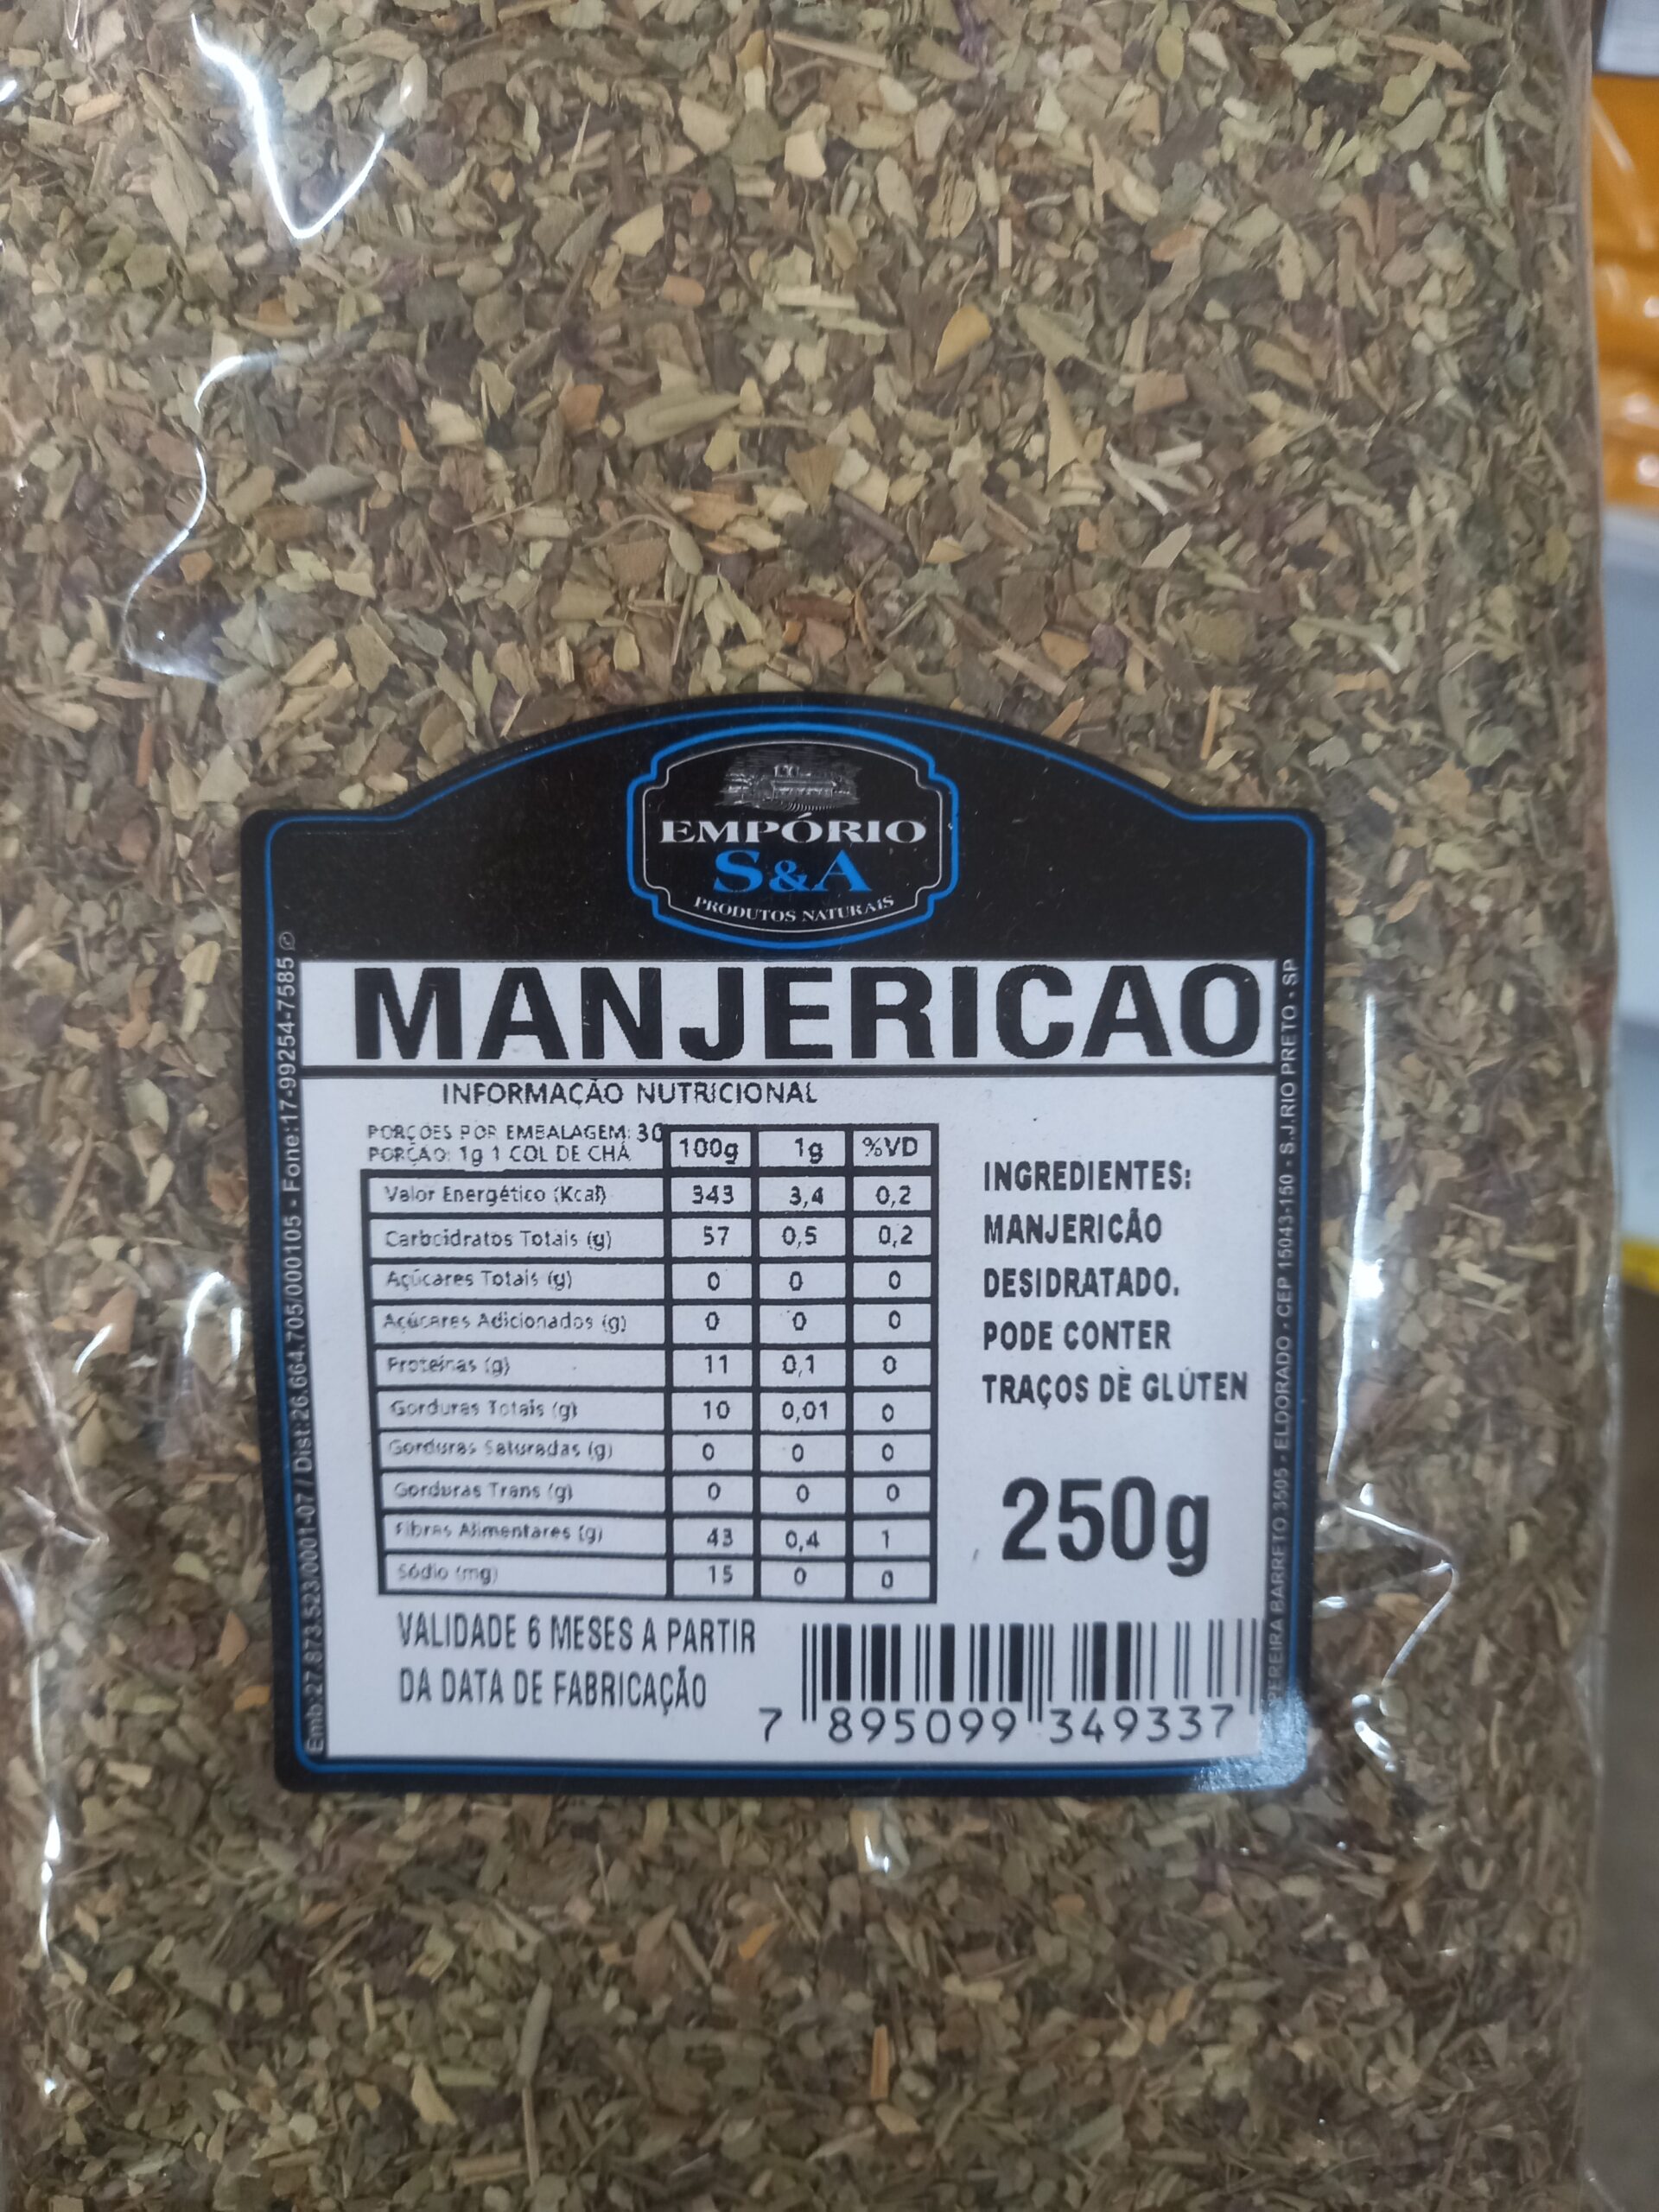 EMPÓRIO
S&A
PRODUTOS NATURAIS
MANJERICAO
INFORMAÇÃO NUTRICIONAL
PORÇOES POR EMBALAGEM: 30
PORÇAO: 1g 1 COL DE CHÁ
100g 1g %VD
Valor Energético (Kcal) 343 3,4 0,2
Carboidratos Totais (g) 57 0,5 0,2
Açúcares Totais (g) 0 0 0
Açúcares Adicionados (g) 0 0 0
Proteínas (g) 11 0,1 0
Gorduras Totais (g) 10 0,01 0
Gorduras Saturadas (g) 0 0 0
Gorduras Trans (g) 0 0 0
Fibras Alimentares (g) 43 0,4 1
Sódio (mg) 15 0 0
INGREDIENTES:
MANJERICÃO
DESIDRATADO.
PODE CONTER
TRAÇOS DE GLÚTEN
250g
VALIDADE 6 MESES A PARTIR
DA DATA DE FABRICAÇÃO
7 895099 349337
Emb:27.873.523/0001-07 / Dist:26.664.705/000105 - Fone:17-99254-7585
PEREIRA BARRETO 3505 - ELDORADO - CEP 15043-150 - S.J.RIO PRETO - SP